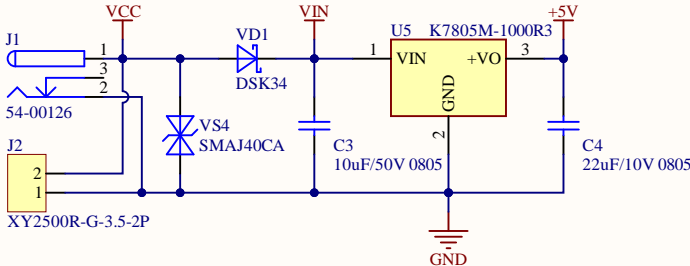 VCC
VIN
+5V
J1
VD1
U5 K7805M-1000R3
1
1
VIN
+VO
3
3
2
DSK34
GND
54-00126
VS4
SMAJ40CA
2
C3
10uF/50V 0805
C4
22uF/10V 0805
J2
2
1
XY2500R-G-3.5-2P
GND